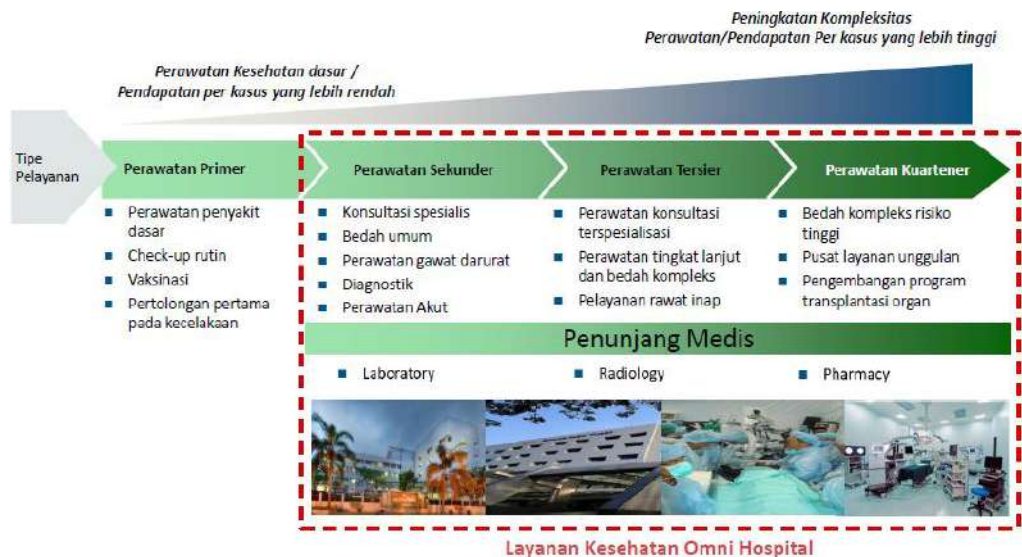 Peningkatan Kompleksitas
Perawatan/Pendapatan Per kasus yang lebih tinggi
Perawatan Kesehatan dasar /
Pendapatan per kasus yang lebih rendah
Tipe
Pelayanan
Perawatan Primer
Perawatan Sekunder
Perawatan Tersier
Perawatan Kuartener
Perawatan penyakit
dasar
Check-up rutin
Vaksinasi
Pertolongan pertama
pada kecelakaan
Konsultasi spesialis
Bedah umum
Perawatan gawat darurat
Diagnostik
Perawatan Akut
Perawatan konsultasi
terspesialisasi
Perawatan tingkat lanjut
dan bedah kompleks
Pelayanan rawat inap
Bedah kompleks risiko
tinggi
Pusat layanan unggulan
Pengembangan program
transplantasi organ
Penunjang Medis
Laboratory
Radiology
Pharmacy
Layanan Kesehatan Omni Hospital